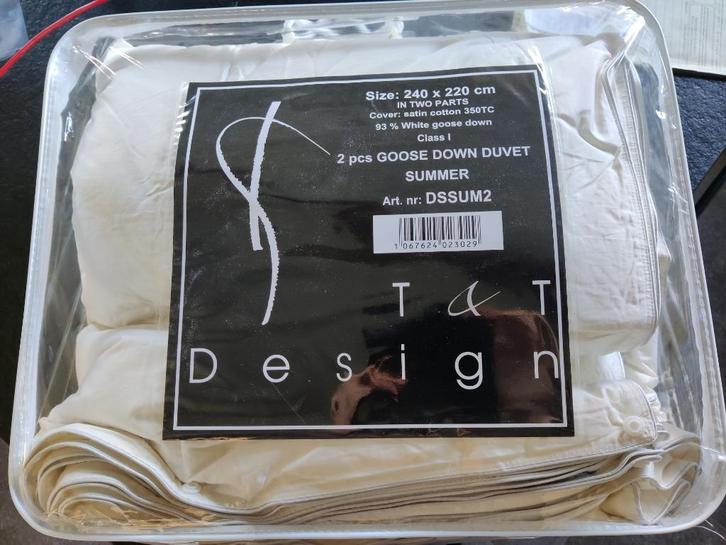 Size: 240 x 220 cm
IN TWO PARTS
Cover: satin cotton 350TC
93 % White goose down
Class I
2 pcs GOOSE DOWN DUVET
SUMMER
Art. nr: DSSUM2
1 067624 023029
T & T
Design